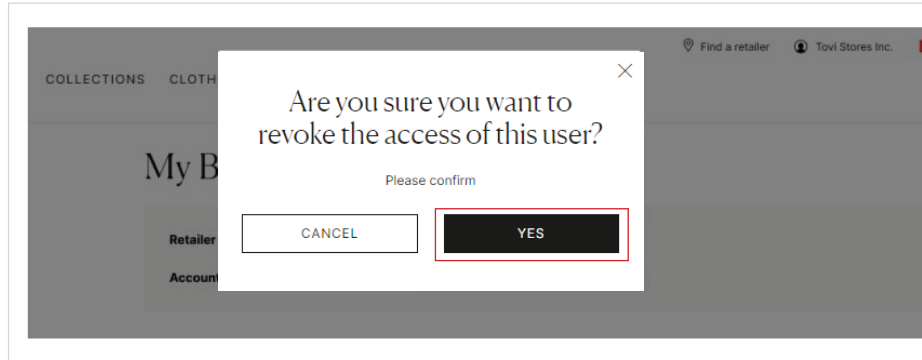 Find a retailer Tovi Stores Inc.
COLLECTIONS CLOTH
Are you sure you want to
revoke the access of this user?
My B
Please confirm
CANCEL YES
Retailer
Account